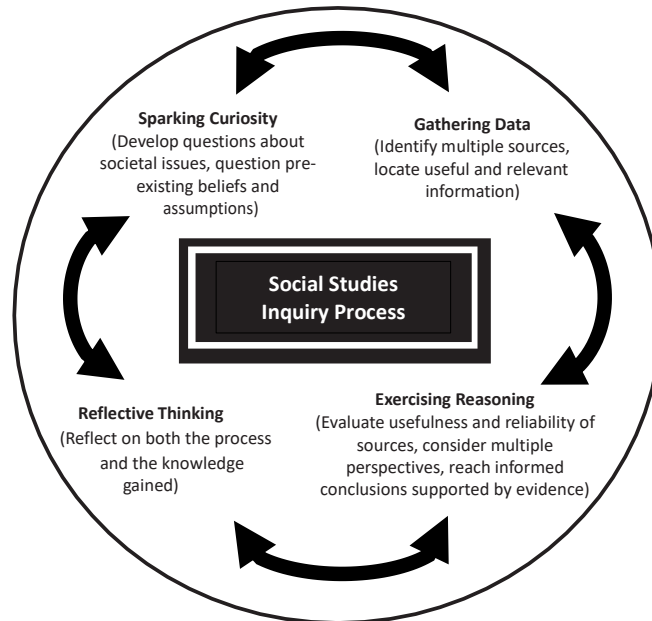 Sparking Curiosity
(Develop questions about
societal issues, question pre-
existing beliefs and
assumptions)
Gathering Data
(Identify multiple sources,
locate useful and relevant
information)
Social Studies
Inquiry Process
Reflective Thinking
(Reflect on both the process
and the knowledge
gained)
Exercising Reasoning
(Evaluate usefulness and reliability of
sources, consider multiple
perspectives, reach informed
conclusions supported by evidence)